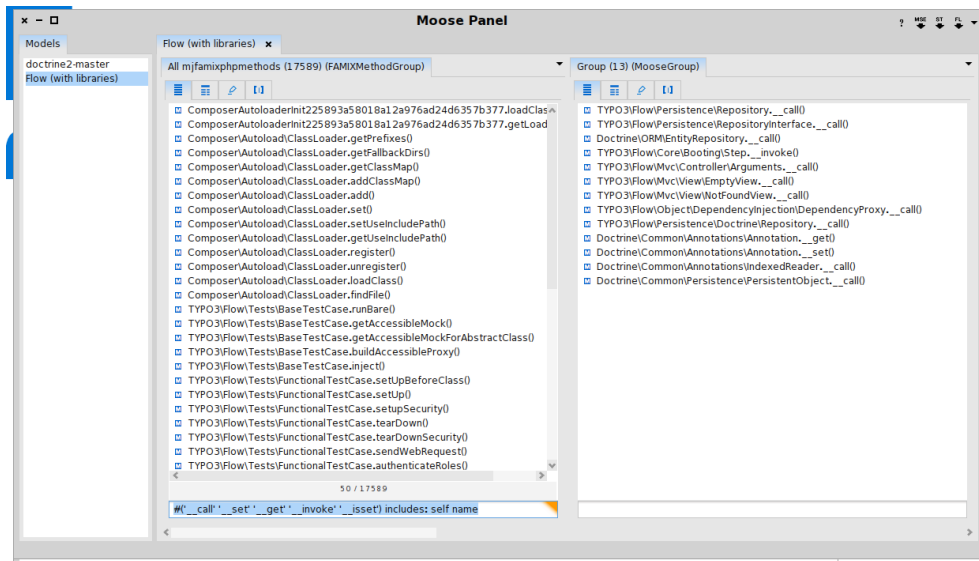 Moose Panel
? MSE ST FL
Models
Flow (with libraries)
doctrine2-master
Flow (with libraries)
All mjfamixphpmethods (17589) (FAMIXMethodGroup)
ComposerAutoloaderInit225893a58018a12a976ad24d6357b377.loadClas
ComposerAutoloaderInit225893a58018a12a976ad24d6357b377.getLoad
Composer\Autoload\ClassLoader.getPrefixes()
Composer\Autoload\ClassLoader.getFallbackDirs()
Composer\Autoload\ClassLoader.getClassMap()
Composer\Autoload\ClassLoader.addClassMap()
Composer\Autoload\ClassLoader.add()
Composer\Autoload\ClassLoader.set()
Composer\Autoload\ClassLoader.setUseIncludePath()
Composer\Autoload\ClassLoader.getUseIncludePath()
Composer\Autoload\ClassLoader.register()
Composer\Autoload\ClassLoader.unregister()
Composer\Autoload\ClassLoader.loadClass()
Composer\Autoload\ClassLoader.findFile()
TYPO3\Flow\Tests\BaseTestCase.runBare()
TYPO3\Flow\Tests\BaseTestCase.getAccessibleMock()
TYPO3\Flow\Tests\BaseTestCase.getAccessibleMockForAbstractClass()
TYPO3\Flow\Tests\BaseTestCase.buildAccessibleProxy()
TYPO3\Flow\Tests\BaseTestCase.inject()
TYPO3\Flow\Tests\FunctionalTestCase.setUpBeforeClass()
TYPO3\Flow\Tests\FunctionalTestCase.setUp()
TYPO3\Flow\Tests\FunctionalTestCase.setupSecurity()
TYPO3\Flow\Tests\FunctionalTestCase.tearDown()
TYPO3\Flow\Tests\FunctionalTestCase.tearDownSecurity()
TYPO3\Flow\Tests\FunctionalTestCase.sendWebRequest()
TYPO3\Flow\Tests\FunctionalTestCase.authenticateRoles()
50 / 17589
#('__call' '__set' '__get' '__invoke' '__isset') includes: self name
Group (13) (MooseGroup)
TYPO3\Flow\Persistence\Repository.__call()
TYPO3\Flow\Persistence\RepositoryInterface.__call()
Doctrine\ORM\EntityRepository.__call()
TYPO3\Flow\Core\Booting\Step.__invoke()
TYPO3\Flow\Mvc\Controller\Arguments.__call()
TYPO3\Flow\Mvc\View\EmptyView.__call()
TYPO3\Flow\Mvc\View\NotFoundView.__call()
TYPO3\Flow\Object\DependencyInjection\DependencyProxy.__call()
TYPO3\Flow\Persistence\Doctrine\Repository.__call()
Doctrine\Common\Annotations\Annotation.__get()
Doctrine\Common\Annotations\Annotation.__set()
Doctrine\Common\Annotations\IndexedReader.__call()
Doctrine\Common\Persistence\PersistentObject.__call()